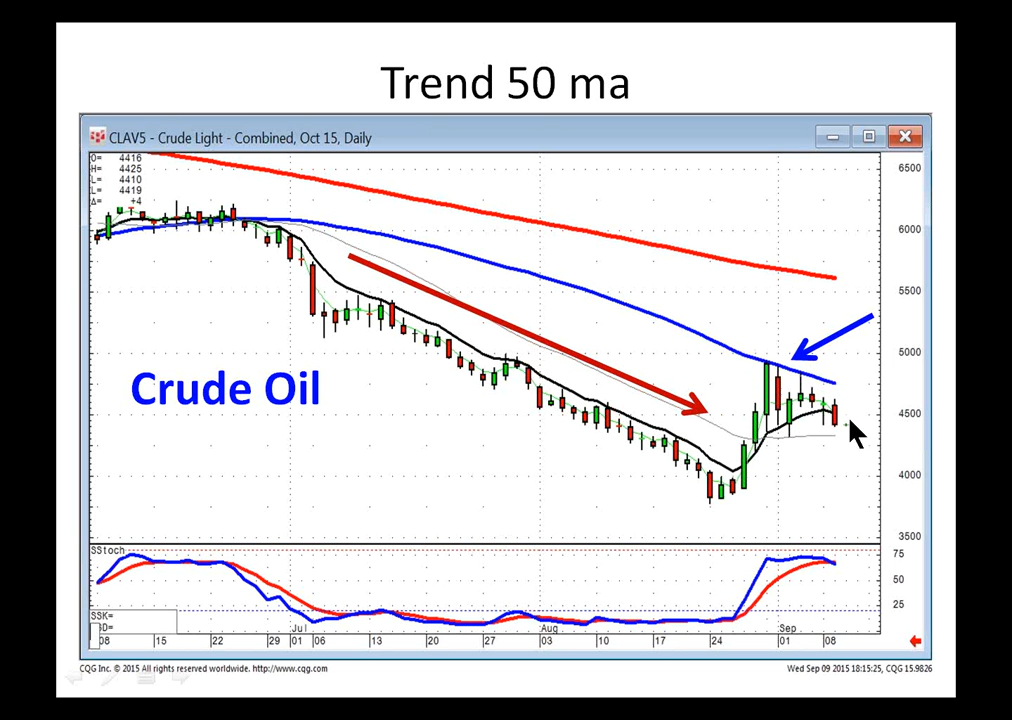 Trend 50 ma
CLAV5 - Crude Light - Combined, Oct 15, Daily
O= 4416
H= 4425
L= 4410
L= 4419
Δ= +4
6500
6000
5500
5000
4500
4000
3500
Crude Oil
SStoch
75
50
25
SSK=
SD=
08 15 22 29 01 06 13 20 27 03 10 17 24 01 08
Jul Aug Sep
CQG Inc. © 2015 All rights reserved worldwide. http://www.cqg.com
Wed Sep 09 2015 18:15:25, CQG 15.9826